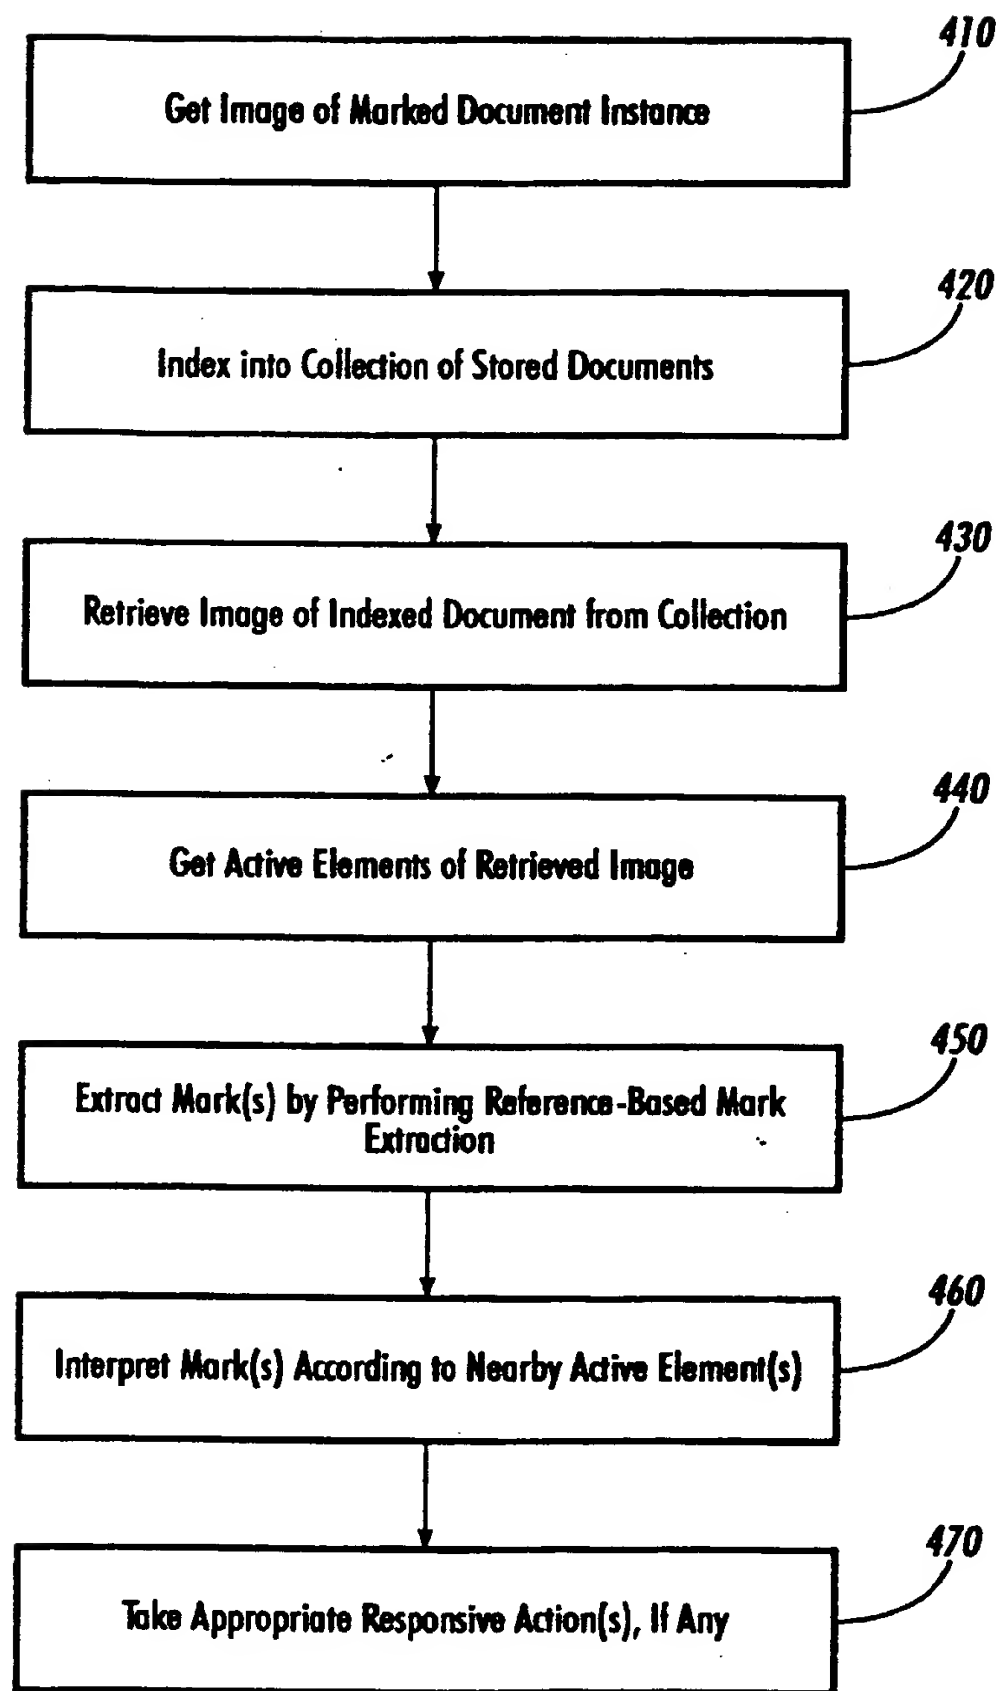 410
Get Image of Marked Document Instance
420
Index into Collection of Stored Documents
430
Retrieve Image of Indexed Document from Collection
440
Get Active Elements of Retrieved Image
450
Extract Mark(s) by Performing Reference-Based Mark
Extraction
460
Interpret Mark(s) According to Nearby Active Element(s)
470
Take Appropriate Responsive Action(s), If Any